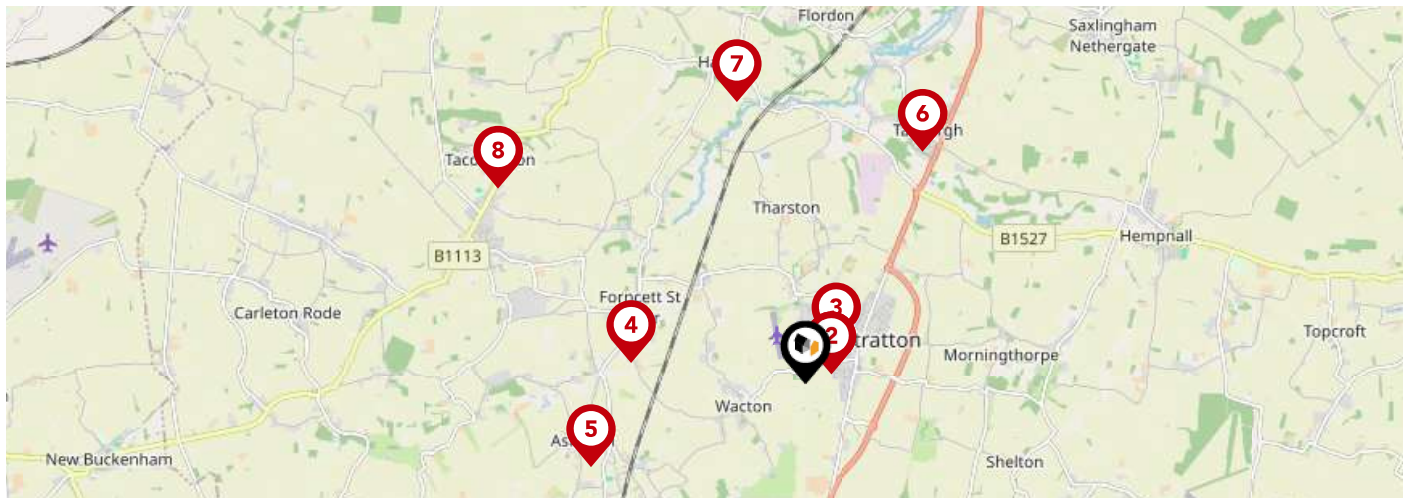 Flordon
Saxlingham
Nethergate
7
6
8
Tharston
B1527
Hempnall
B1113
Forncett St
Carleton Rode
3
4
2
Topcroft
Morningthorpe
Wacton
5
New Buckenham
Shelton